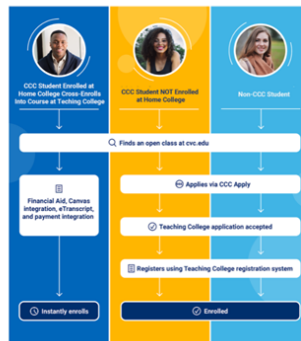 CCC Student Enrolled at
Home College Cross-Enrolls
Into Course at Teching College
CCC Student NOT Enrolled
at Home College
Non-CCC Student
Finds an open class at cvc.edu
Financial Aid, Canvas
integration, eTranscript,
and payment integration
Applies via CCC Apply
Teaching College application accepted
Registers using Teaching College registration system
Instantly enrolls
Enrolled